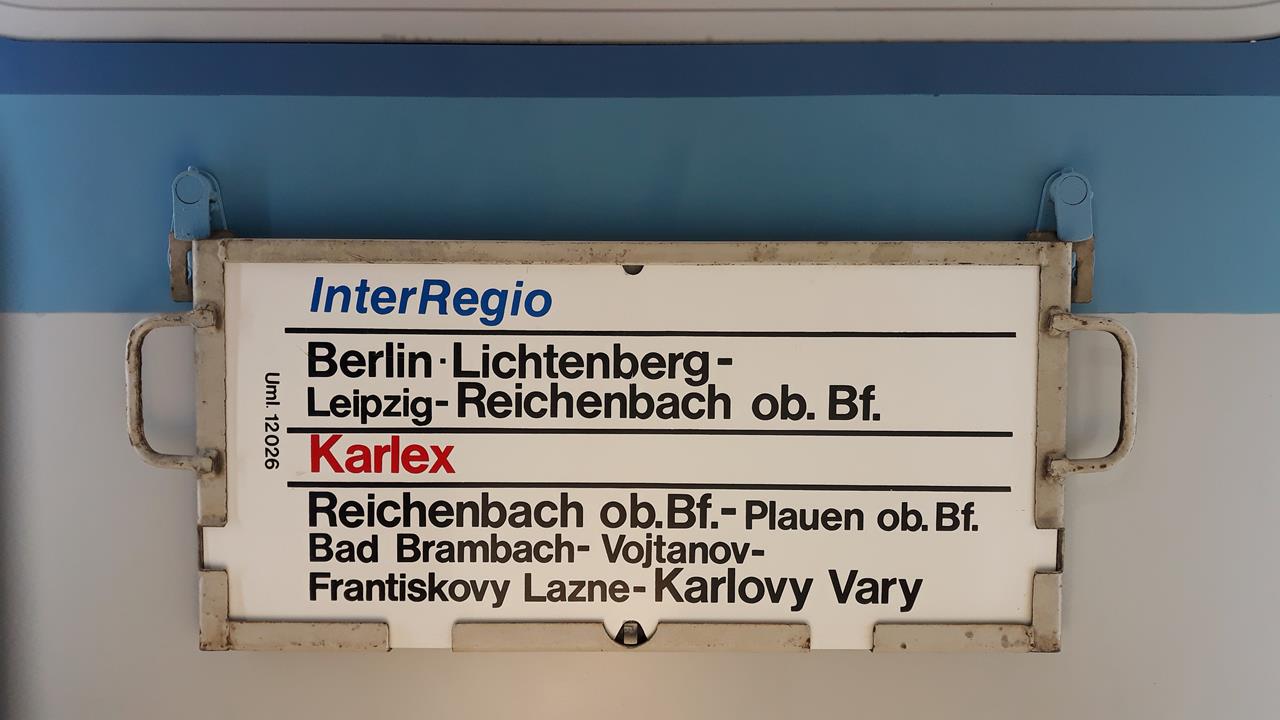 InterRegio
Berlin·Lichtenberg-
Leipzig-Reichenbach ob. Bf.
Karlex
Reichenbach ob.Bf.-Plauen ob.Bf.
Bad Brambach- Vojtanov-
Frantiskovy Lazne-Karlovy Vary
Uml. 12026